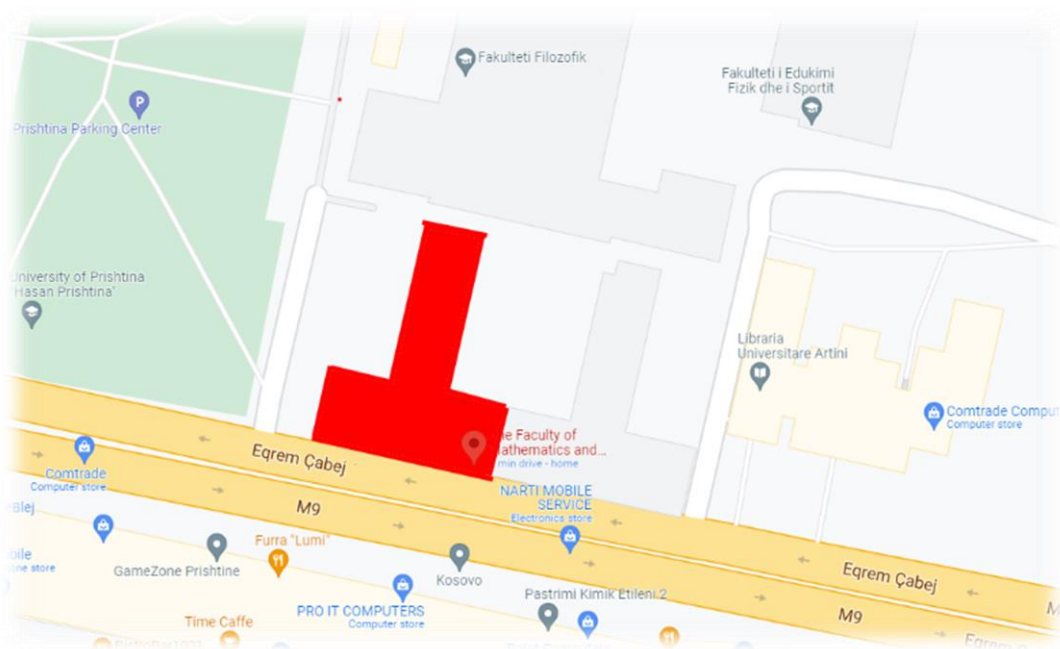 Fakulteti Filozofik
Fakulteti i Edukimi
Fizik dhe i Sportit
P
Prishtina Parking Center
University of Prishtina
"Hasan Prishtina"
Libraria
Universitare Artini
Comtrade Compu
Computer store
e Faculty of
athematics and...
min drive - home
Eqrem Çabej
Comtrade
Computer store
NARTI MOBILE
SERVICE
Electronics store
M9
Blej
Furra "Lumi"
GameZone Prishtine
Kosovo
Eqrem Çabej
Pastrimi Kimik Etileni 2
PRO IT COMPUTERS
Computer store
M9
M
Time Caffe